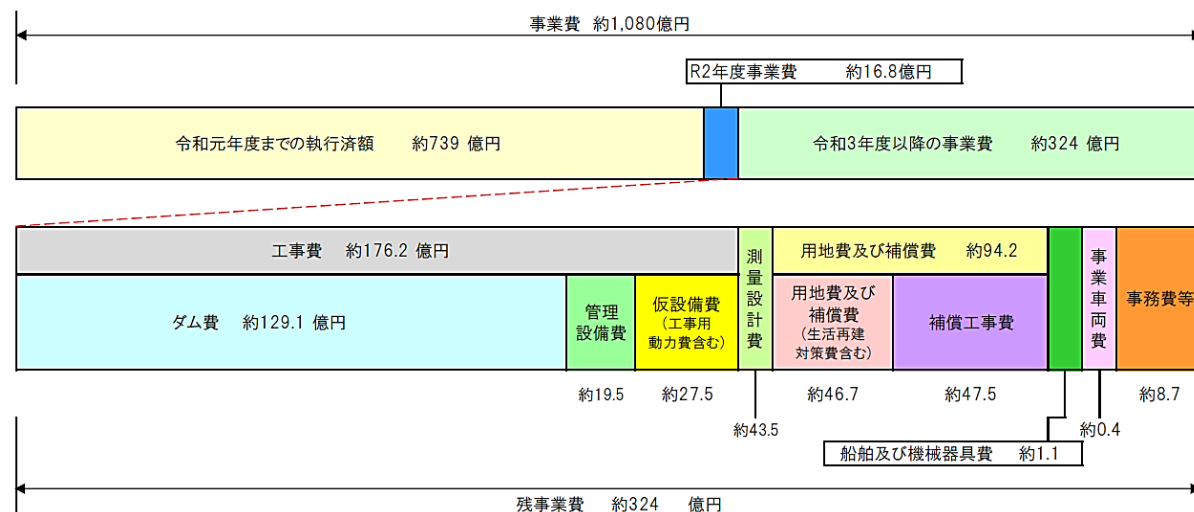 事業費 約1,080億円
R2年度事業費 約16.8億円
令和元年度までの執行済額 約739 億円
令和3年度以降の事業費 約324 億円
工事費 約176.2 億円
測量設計費
用地費及び補償費 約94.2
事業車両費
事務費等
ダム費 約129.1 億円
管理
設備費
仮設備費
(工事用
動力費含む)
用地費及び
補償費
(生活再建
対策費含む)
補償工事費
約19.5
約27.5
約46.7
約47.5
約8.7
約43.5
約0.4
船舶及び機械器具費 約1.1
残事業費 約324 億円